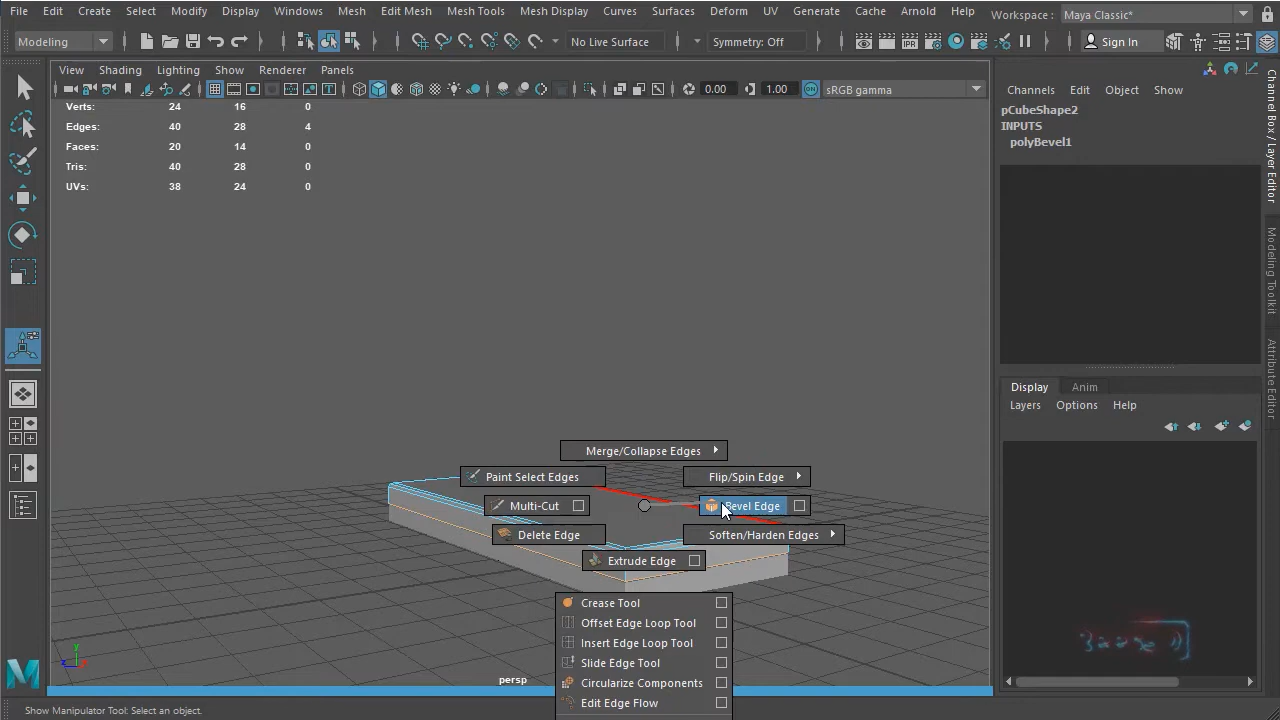 File Edit Create Select Modify Display Windows Mesh Edit Mesh Mesh Tools Mesh Display Curves Surfaces Deform UV Generate Cache Arnold Help Workspace: Maya Classic*
Modeling No Live Surface Symmetry: Off IPR Sign In
View Shading Lighting Show Renderer Panels
0.00 1.00 ON sRGB gamma
Verts: 24 16 0
Edges: 40 28 4
Faces: 20 14 0
Tris: 40 28 0
UVs: 38 24 0
Channels Edit Object Show
pCubeShape2
INPUTS
polyBevel1
Channel Box / Layer Editor
Modeling Toolkit
Attribute Editor
Display Anim
Layers Options Help
Merge/Collapse Edges
Paint Select Edges Flip/Spin Edge
Multi-Cut Bevel Edge
Delete Edge Soften/Harden Edges
Extrude Edge
Crease Tool
Offset Edge Loop Tool
Insert Edge Loop Tool
Slide Edge Tool
Circularize Components
Edit Edge Flow
y
z x
persp
M
Show Manipulator Tool: Select an object.